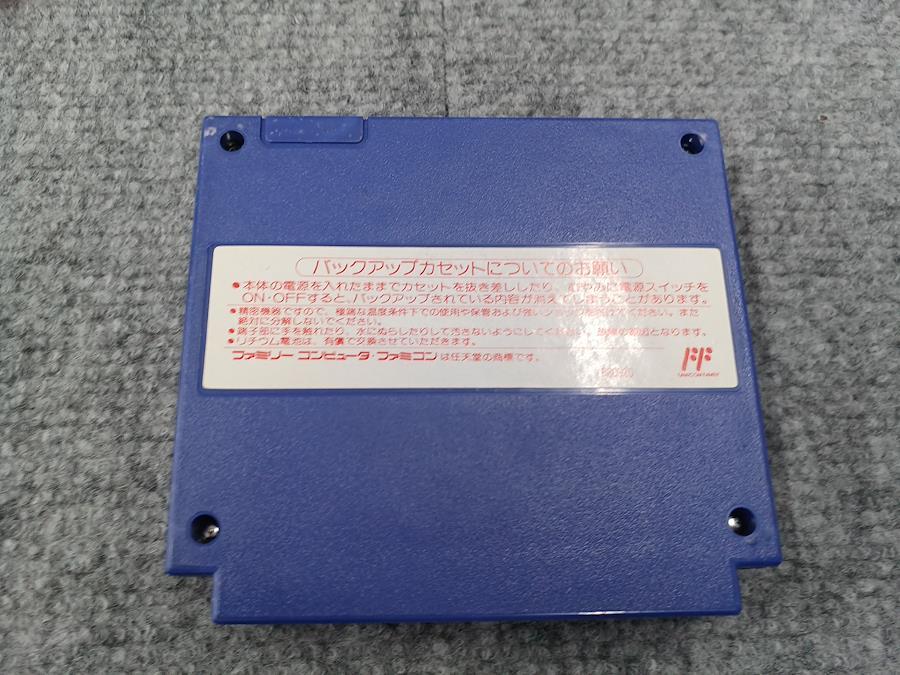 バックアップカセットについてのお願い
●本体の電源を入れたままでカセットを抜き差ししたり、むやみに電源スイッチを
ON・OFFすると、バックアップされている内容が消えてしまうことがあります。
●精密機器ですので、極端な温度条件下での使用や保管および強いショックを避けてください。また
絶対に分解しないでください。
●端子部に手を触れたり、水にぬらしたりして汚さないようにしてください。故障の原因となります。
●リチウム電池は、有償で交換させていただきます。
ファミリー コンピュータ・ファミコンは任天堂の商標です。